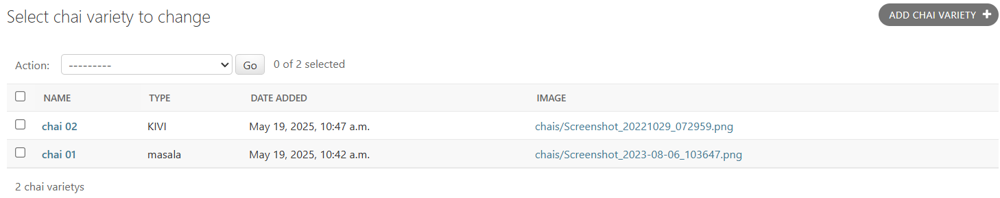 Select chai variety to change
ADD CHAI VARIETY +
Action: --------- Go 0 of 2 selected
NAME TYPE DATE ADDED IMAGE
chai 02 KIVI May 19, 2025, 10:47 a.m. chais/Screenshot_20221029_072959.png
chai 01 masala May 19, 2025, 10:42 a.m. chais/Screenshot_2023-08-06_103647.png
2 chai varietys